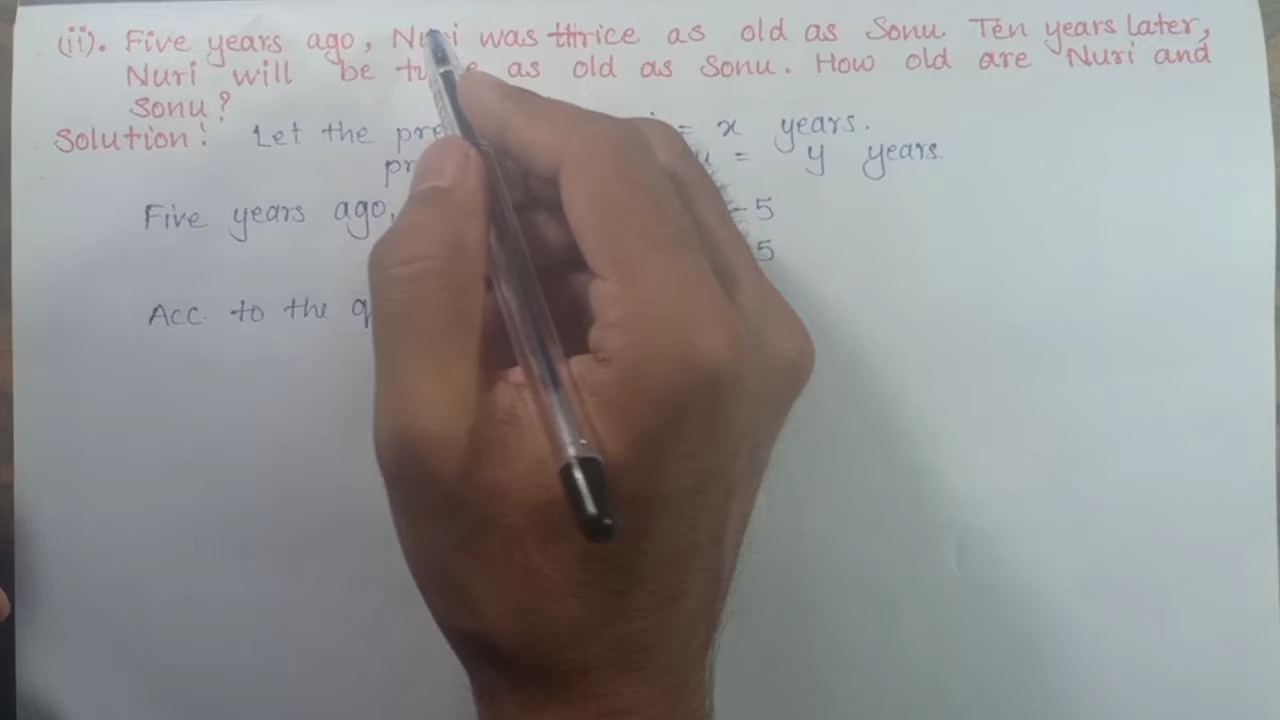 (ii). Five years ago, Nuri was thrice as old as Sonu. Ten years later,
Nuri will be as old as Sonu. How old are Nuri and
Sonu?
Solution: Let the = x years.
= y years.
Five years ago, - 5
5
Acc. to the